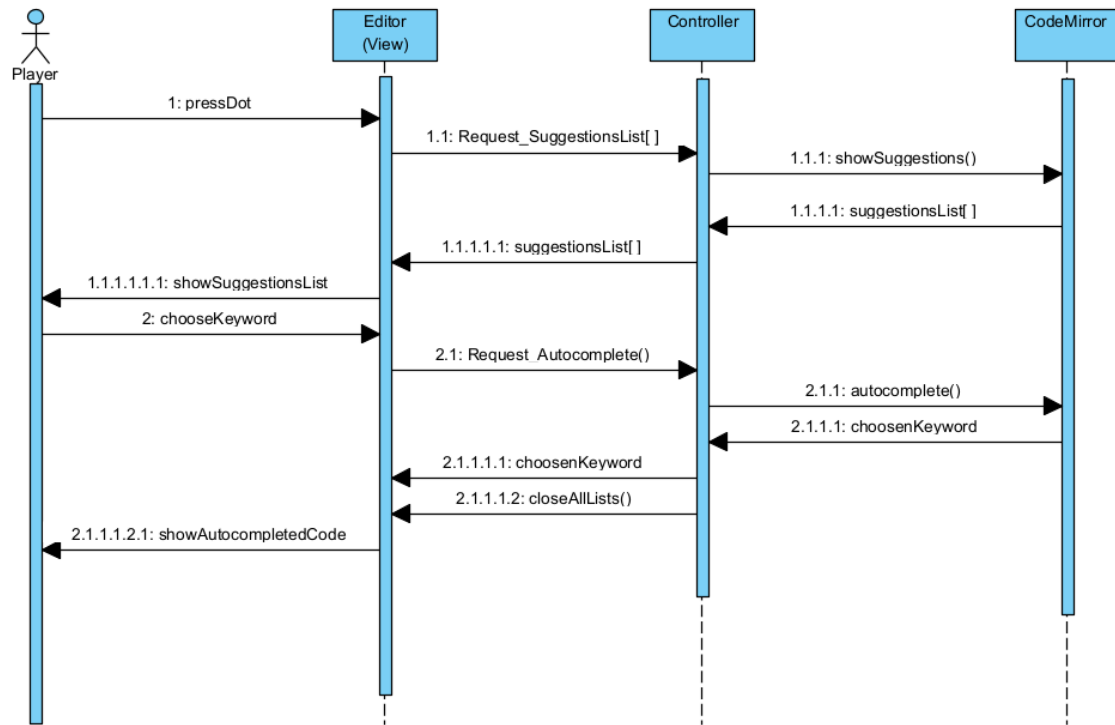 Player
Editor
(View)
Controller
CodeMirror
1: pressDot
1.1: Request_SuggestionsList[ ]
1.1.1: showSuggestions()
1.1.1.1: suggestionsList[ ]
1.1.1.1.1: suggestionsList[ ]
1.1.1.1.1.1: showSuggestionsList
2: chooseKeyword
2.1: Request_Autocomplete()
2.1.1: autocomplete()
2.1.1.1: choosenKeyword
2.1.1.1.1: choosenKeyword
2.1.1.1.2: closeAllLists()
2.1.1.1.2.1: showAutocompletedCode